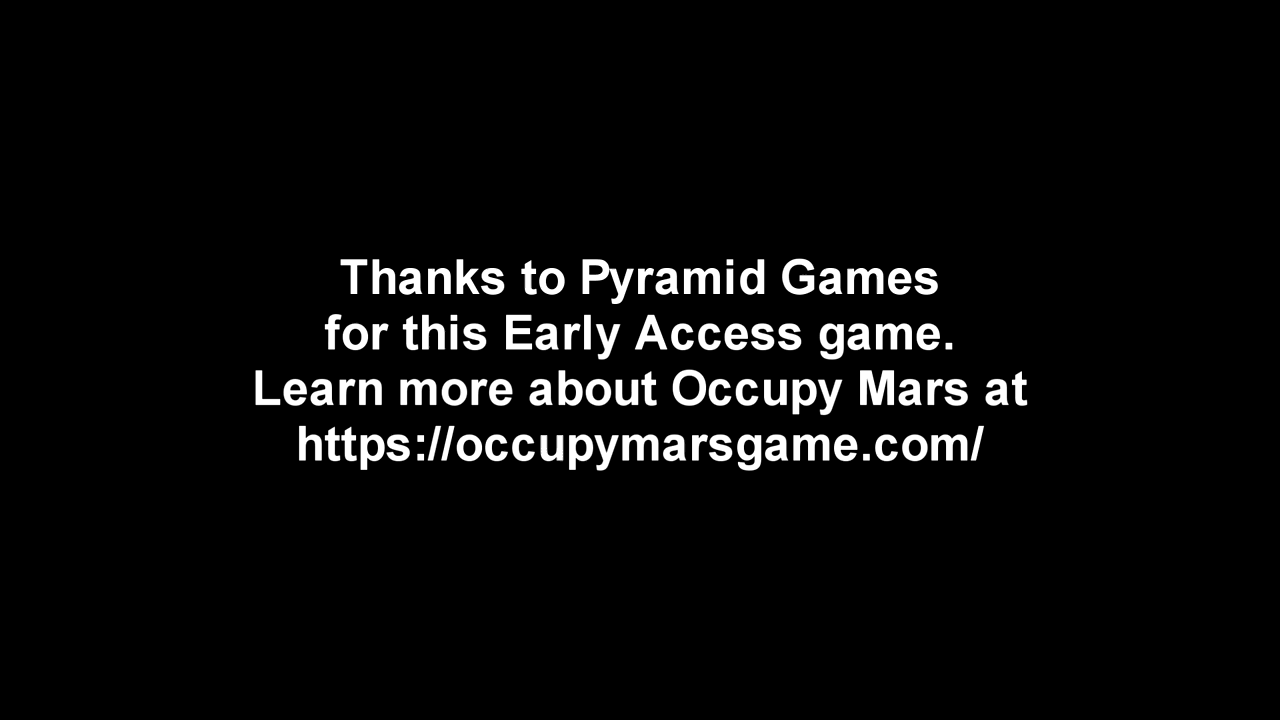 Thanks to Pyramid Games
for this Early Access game.
Learn more about Occupy Mars at
https://occupymarsgame.com/